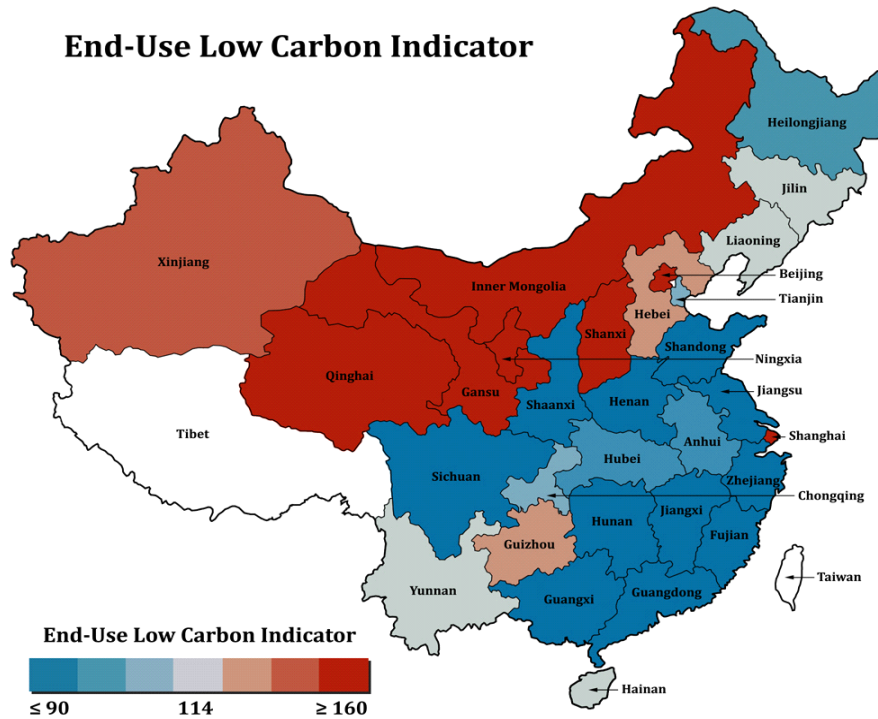 End-Use Low Carbon Indicator
Heilongjiang
Jilin
Liaoning
Xinjiang
Beijing
Inner Mongolia
Tianjin
Hebei
Shanxi
Shandong
Ningxia
Qinghai
Gansu
Jiangsu
Shaanxi
Henan
Tibet
Shanghai
Anhui
Hubei
Sichuan
Zhejiang
Chongqing
Jiangxi
Hunan
Fujian
Guizhou
Taiwan
Yunnan
Guangxi
Guangdong
End-Use Low Carbon Indicator
Hainan
≤ 90 114 ≥ 160